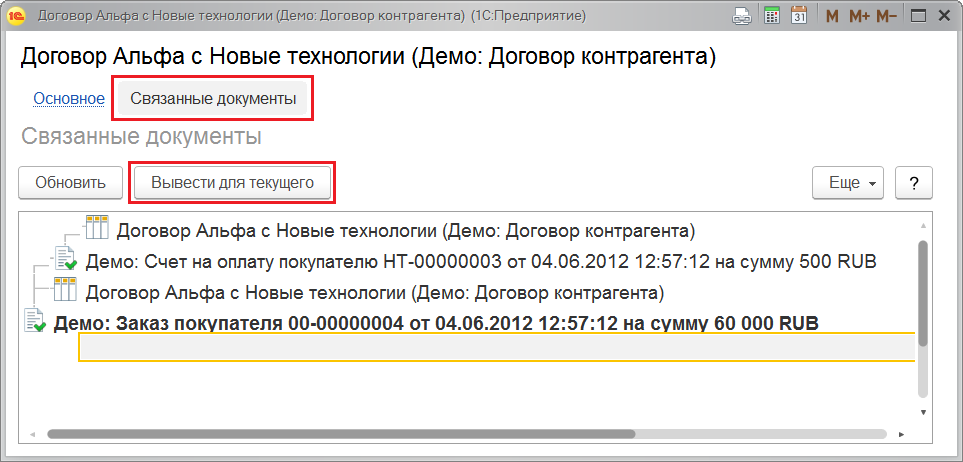 Договор Альфа с Новые технологии (Демо: Договор контрагента) (1С:Предприятие)
31 M M+ M-
Договор Альфа с Новые технологии (Демо: Договор контрагента)
Основное Связанные документы
Связанные документы
Обновить Вывести для текущего Еще ?
Договор Альфа с Новые технологии (Демо: Договор контрагента)
Демо: Счет на оплату покупателю НТ-00000003 от 04.06.2012 12:57:12 на сумму 500 RUB
Договор Альфа с Новые технологии (Демо: Договор контрагента)
Демо: Заказ покупателя 00-00000004 от 04.06.2012 12:57:12 на сумму 60 000 RUB